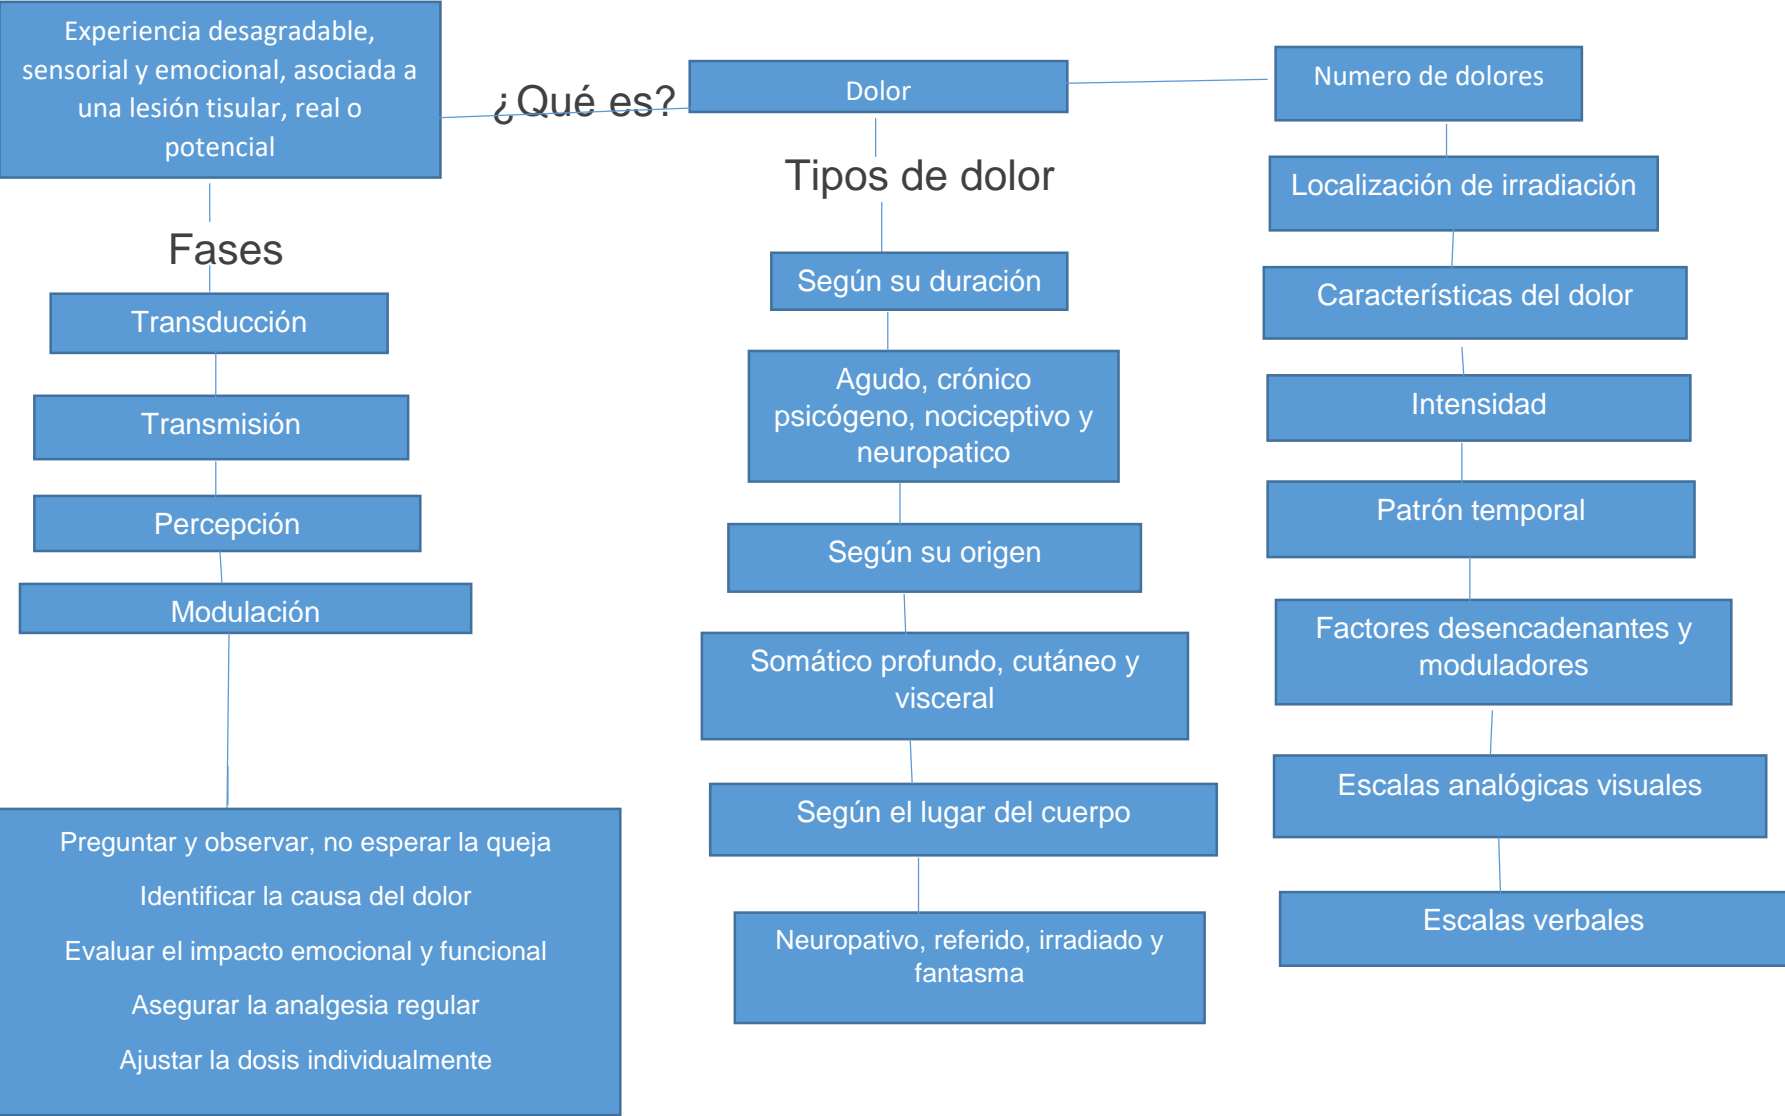 Experiencia desagradable,
sensorial y emocional, asociada a
una lesión tisular, real o
potencial
¿Qué es?
Dolor
Numero de dolores
Fases
Transducción
Transmisión
Percepción
Modulación
Preguntar y observar, no esperar la queja
Identificar la causa del dolor
Evaluar el impacto emocional y funcional
Asegurar la analgesia regular
Ajustar la dosis individualmente
Tipos de dolor
Según su duración
Agudo, crónico
psicógeno, nociceptivo y
neuropatico
Según su origen
Somático profundo, cutáneo y
visceral
Según el lugar del cuerpo
Neuropativo, referido, irradiado y
fantasma
Localización de irradiación
Características del dolor
Intensidad
Patrón temporal
Factores desencadenantes y
moduladores
Escalas analógicas visuales
Escalas verbales